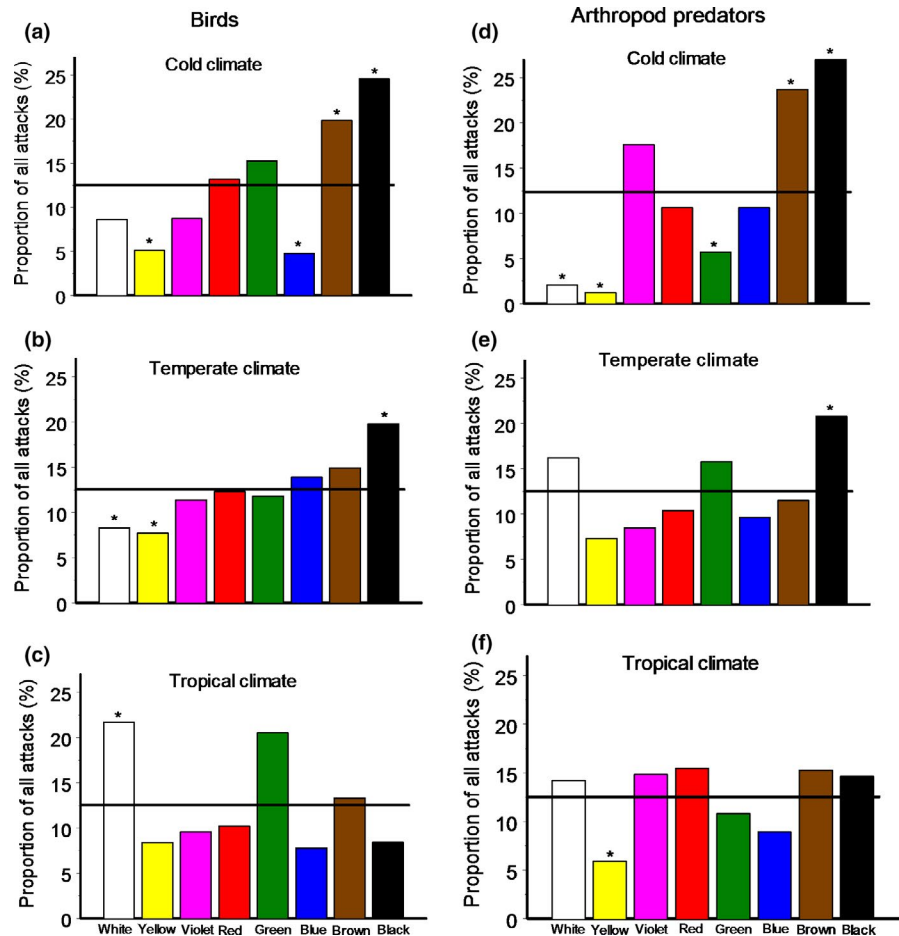 Birds
Arthropod predators
(a)
Cold climate
Proportion of all attacks (%)
25
20
15
10
5
0
*
*
*
*
(d)
Cold climate
Proportion of all attacks (%)
25
20
15
10
5
0
*
*
*
*
*
(b)
Temperate climate
Proportion of all attacks (%)
25
20
15
10
5
0
*
*
*
(e)
Temperate climate
Proportion of all attacks (%)
25
20
15
10
5
0
*
(c)
Tropical climate
Proportion of all attacks (%)
25
20
15
10
5
0
*
White Yellow Violet Red Green Blue Brown Black
(f)
Tropical climate
Proportion of all attacks (%)
25
20
15
10
5
0
*
White Yellow Violet Red Green Blue Brown Black